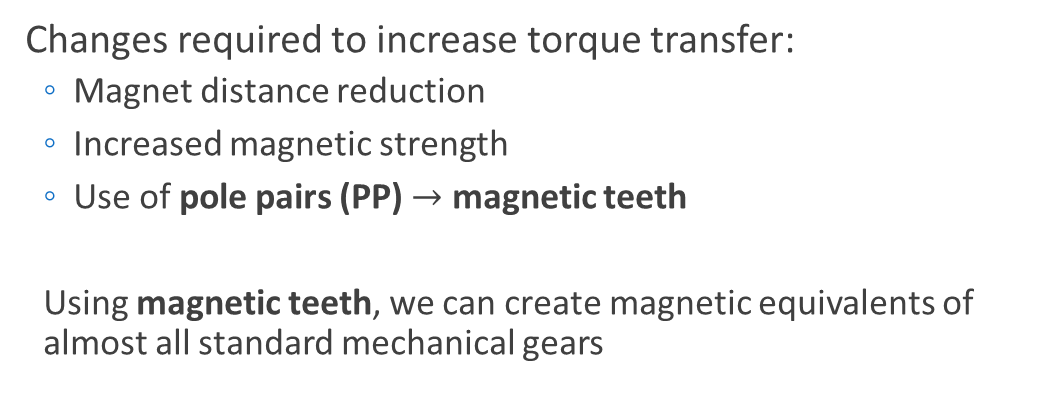 Changes required to increase torque transfer:
◦ Magnet distance reduction
◦ Increased magnetic strength
◦ Use of pole pairs (PP) → magnetic teeth
Using magnetic teeth, we can create magnetic equivalents of
almost all standard mechanical gears